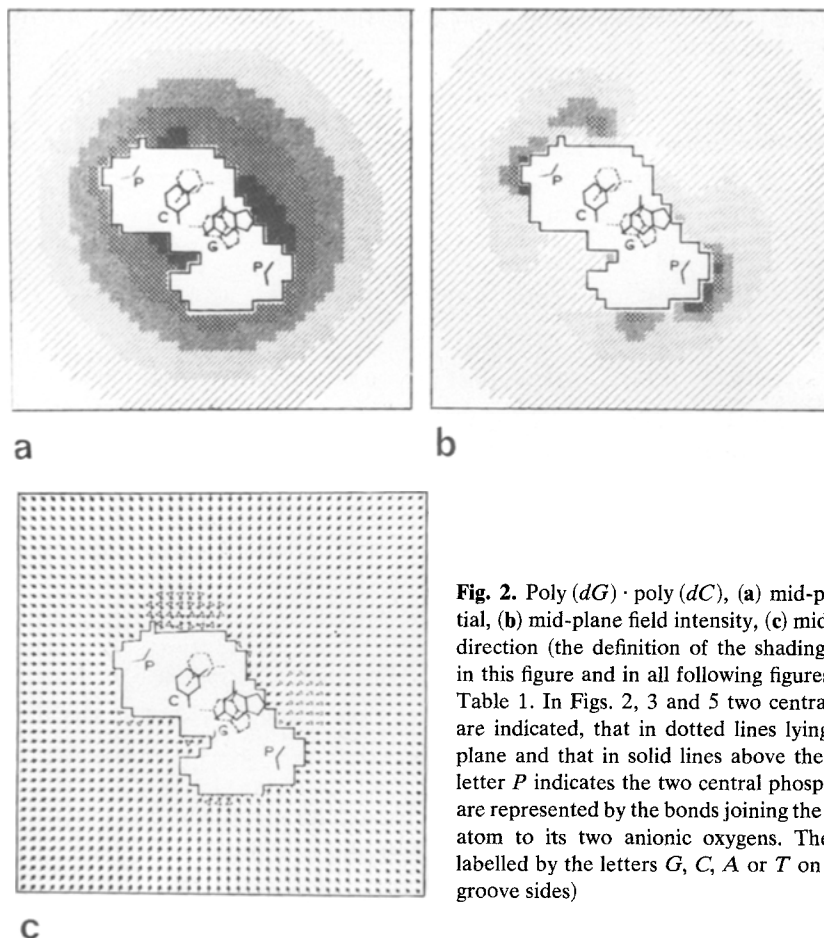 P
C
G
P
a
P
C
G
P
b
P
C
G
P
c
Fig. 2. Poly (dG) · poly (dC), (a) mid-p
tial, (b) mid-plane field intensity, (c) mid
direction (the definition of the shading
in this figure and in all following figures
Table 1. In Figs. 2, 3 and 5 two centra
are indicated, that in dotted lines lying
plane and that in solid lines above the
letter P indicates the two central phosp
are represented by the bonds joining the
atom to its two anionic oxygens. The
labelled by the letters G, C, A or T on
groove sides)